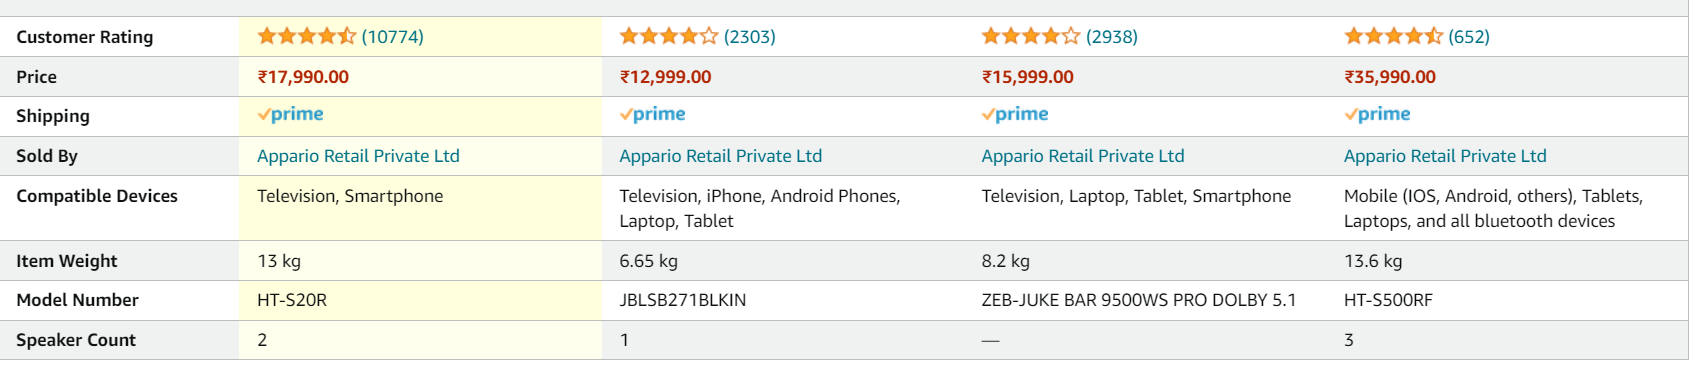 Customer Rating (10774) (2303) (2938) (652)
Price ₹17,990.00 ₹12,999.00 ₹15,999.00 ₹35,990.00
Shipping prime prime prime prime
Sold By Appario Retail Private Ltd Appario Retail Private Ltd Appario Retail Private Ltd Appario Retail Private Ltd
Compatible Devices Television, Smartphone Television, iPhone, Android Phones, Television, Laptop, Tablet, Smartphone Mobile (IOS, Android, others), Tablets,
Laptop, Tablet Laptops, and all bluetooth devices
Item Weight 13 kg 6.65 kg 8.2 kg 13.6 kg
Model Number HT-S20R JBLSB271BLKIN ZEB-JUKE BAR 9500WS PRO DOLBY 5.1 HT-S500RF
Speaker Count 2 1 — 3